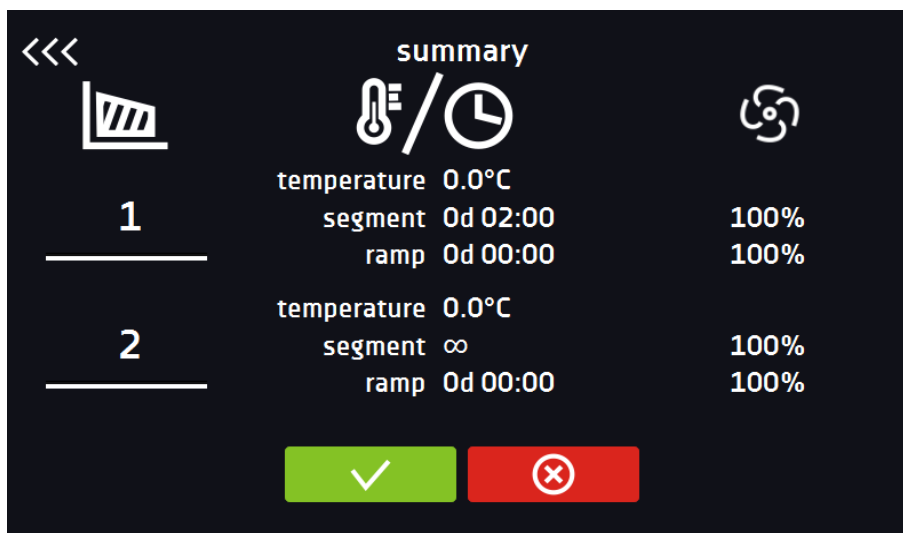 <<<
summary
temperature 0.0°C
1
segment 0d 02:00 100%
ramp 0d 00:00 100%
temperature 0.0°C
2
segment ∞ 100%
ramp 0d 00:00 100%